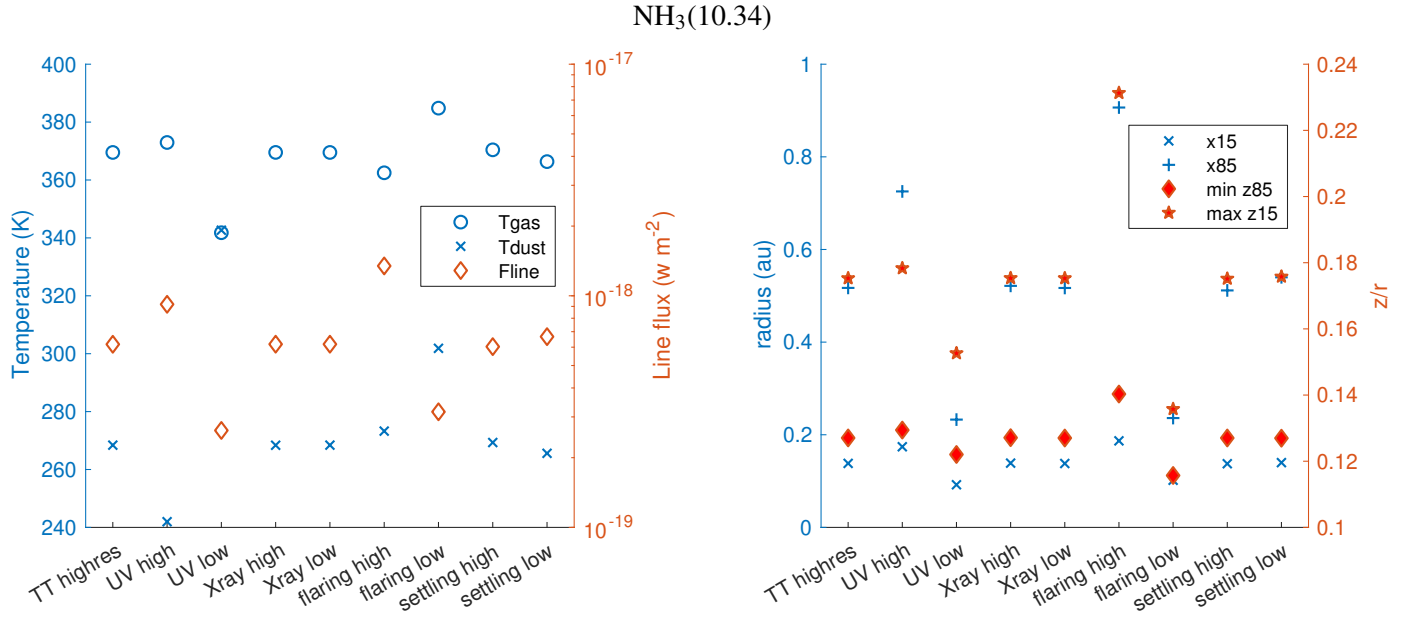 NH3(10.34)
400
380
360
340
320
300
280
260
240
Temperature (K)
10-17
10-18
10-19
Line flux (w m-2)
Tgas
Tdust
Fline
TT highres
UV high
UV low
Xray high
Xray low
flaring high
flaring low
settling high
settling low
1
0.8
0.6
0.4
0.2
0
radius (au)
0.24
0.22
0.2
0.18
0.16
0.14
0.12
0.1
z/r
x15
x85
min z85
max z15
TT highres
UV high
UV low
Xray high
Xray low
flaring high
flaring low
settling high
settling low